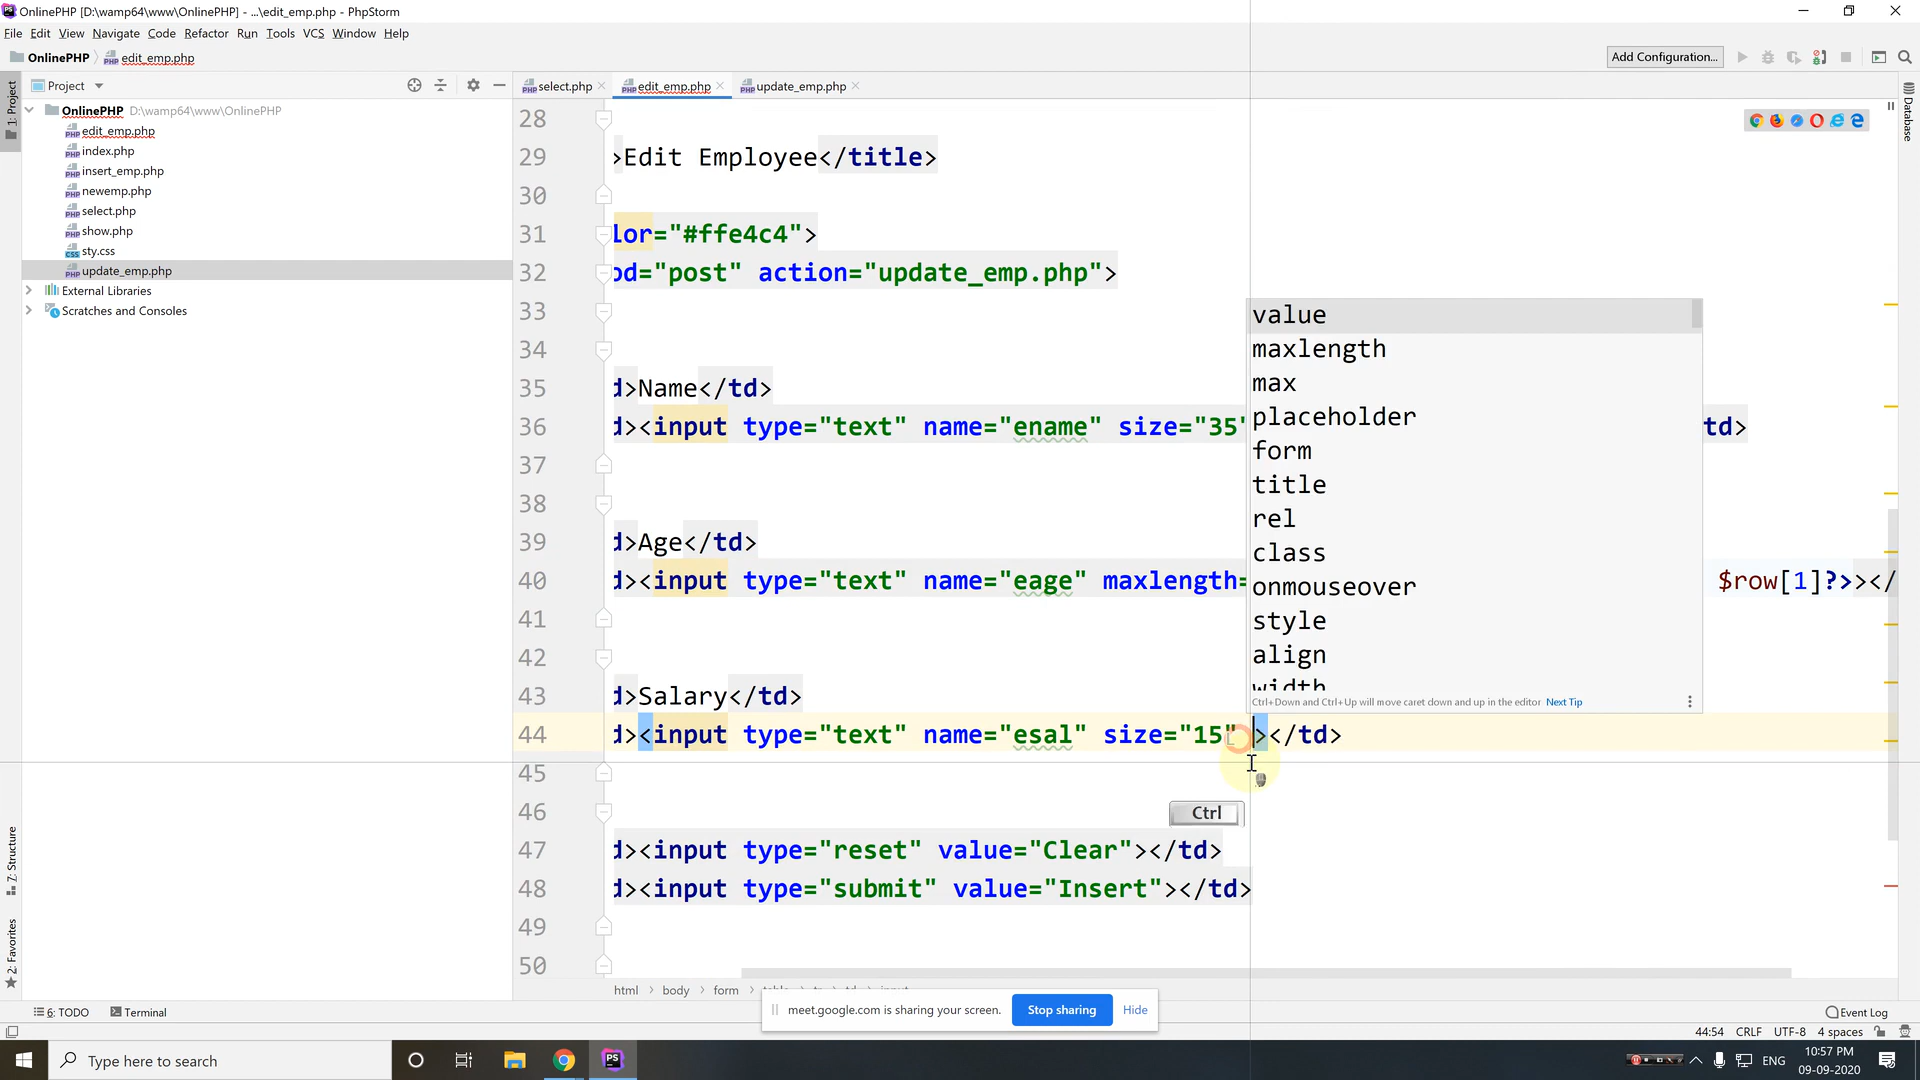 OnlinePHP [D:\wamp64\www\OnlinePHP] - ...\edit_emp.php - PhpStorm
File Edit View Navigate Code Refactor Run Tools VCS Window Help
OnlinePHP edit_emp.php
Add Configuration...
Project
select.php
edit_emp.php
update_emp.php
1: Project
Database
OnlinePHP D:\wamp64\www\OnlinePHP
edit_emp.php
index.php
insert_emp.php
newemp.php
select.php
show.php
sty.css
update_emp.php
External Libraries
Scratches and Consoles
28
29 >Edit Employee</title>
30
31 lor="#ffe4c4">
32 od="post" action="update_emp.php">
33
34
35 d>Name</td>
36 d><input type="text" name="ename" size="35" td>
37
38
39 d>Age</td>
40 d><input type="text" name="eage" maxlength= $row[1]?>></
41
42
43 d>Salary</td>
44 d><input type="text" name="esal" size="15" ></td>
45
46
47 d><input type="reset" value="Clear"></td>
48 d><input type="submit" value="Insert"></td>
49
50
value
maxlength
max
placeholder
form
title
rel
class
onmouseover
style
align
width
Ctrl+Down and Ctrl+Up will move caret down and up in the editor Next Tip
Ctrl
7: Structure
2: Favorites
html body form table tr td input
meet.google.com is sharing your screen. Stop sharing Hide
6: TODO Terminal
Event Log
44:54 CRLF UTF-8 4 spaces
Type here to search
ENG
10:57 PM
09-09-2020